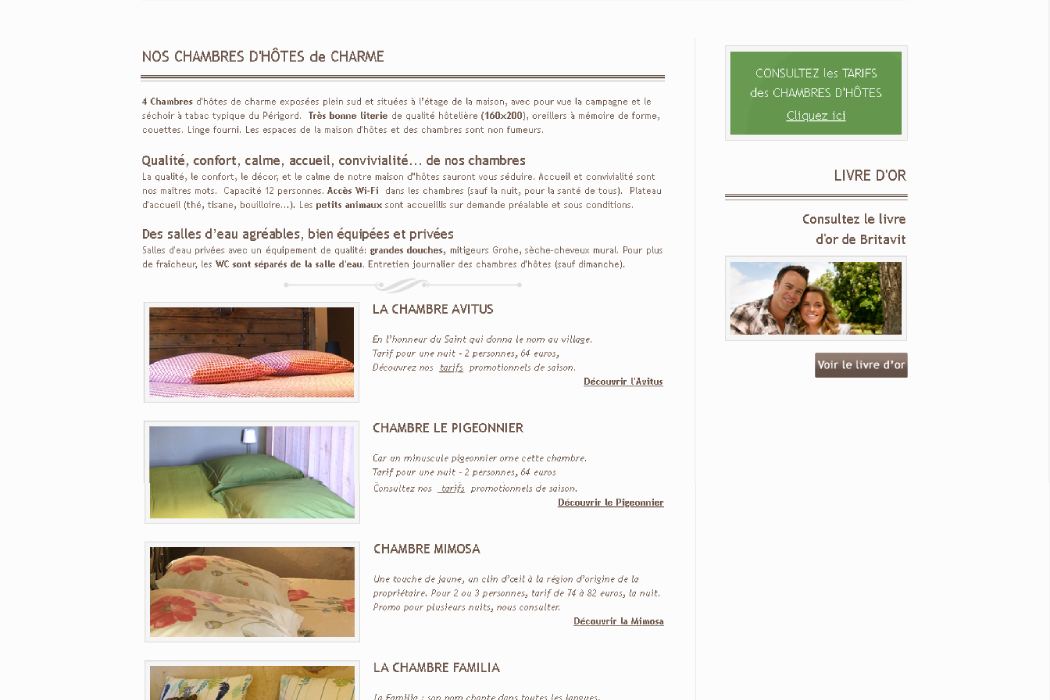 NOS CHAMBRES D'HÔTES de CHARME
4 Chambres d'hôtes de charme exposées plein sud et situées à l'étage de la maison, avec pour vue la campagne et le
séchoir à tabac typique du Périgord. Très bonne literie de qualité hôtelière (160x200), oreillers à mémoire de forme,
couettes. Linge fourni. Les espaces de la maison d'hôtes et des chambres sont non fumeurs.
Qualité, confort, calme, accueil, convivialité... de nos chambres
La qualité, le confort, le décor, et le calme de notre maison d'hôtes sauront vous séduire. Accueil et convivialité sont
nos maîtres mots. Capacité 12 personnes. Accès Wi-Fi dans les chambres (sauf la nuit, pour la santé de tous). Plateau
d'accueil (thé, tisane, bouilloire...). Les petits animaux sont accueillis sur demande préalable et sous conditions.
Des salles d'eau agréables, bien équipées et privées
Salles d'eau privées avec un équipement de qualité: grandes douches, mitigeurs Grohe, sèche-cheveux mural. Pour plus
de fraîcheur, les WC sont séparés de la salle d'eau. Entretien journalier des chambres d'hôtes (sauf dimanche).
LA CHAMBRE AVITUS
En l'honneur du Saint qui donna le nom au village.
Tarif pour une nuit - 2 personnes, 64 euros,
Découvrez nos tarifs promotionnels de saison.
Découvrir l'Avitus
CHAMBRE LE PIGEONNIER
Car un minuscule pigeonnier orne cette chambre.
Tarif pour une nuit - 2 personnes, 64 euros
Consultez nos tarifs promotionnels de saison.
Découvrir le Pigeonnier
CHAMBRE MIMOSA
Une touche de jaune, un clin d'œil à la région d'origine de la
propriétaire. Pour 2 ou 3 personnes, tarif de 74 à 82 euros, la nuit.
Promo pour plusieurs nuits, nous consulter.
Découvrir la Mimosa
LA CHAMBRE FAMILIA
La Familia : son nom chante dans toutes les langues.
CONSULTEZ les TARIFS
des CHAMBRES D'HÔTES
Cliquez ici
LIVRE D'OR
Consultez le livre
d'or de Britavit
Voir le livre d'or